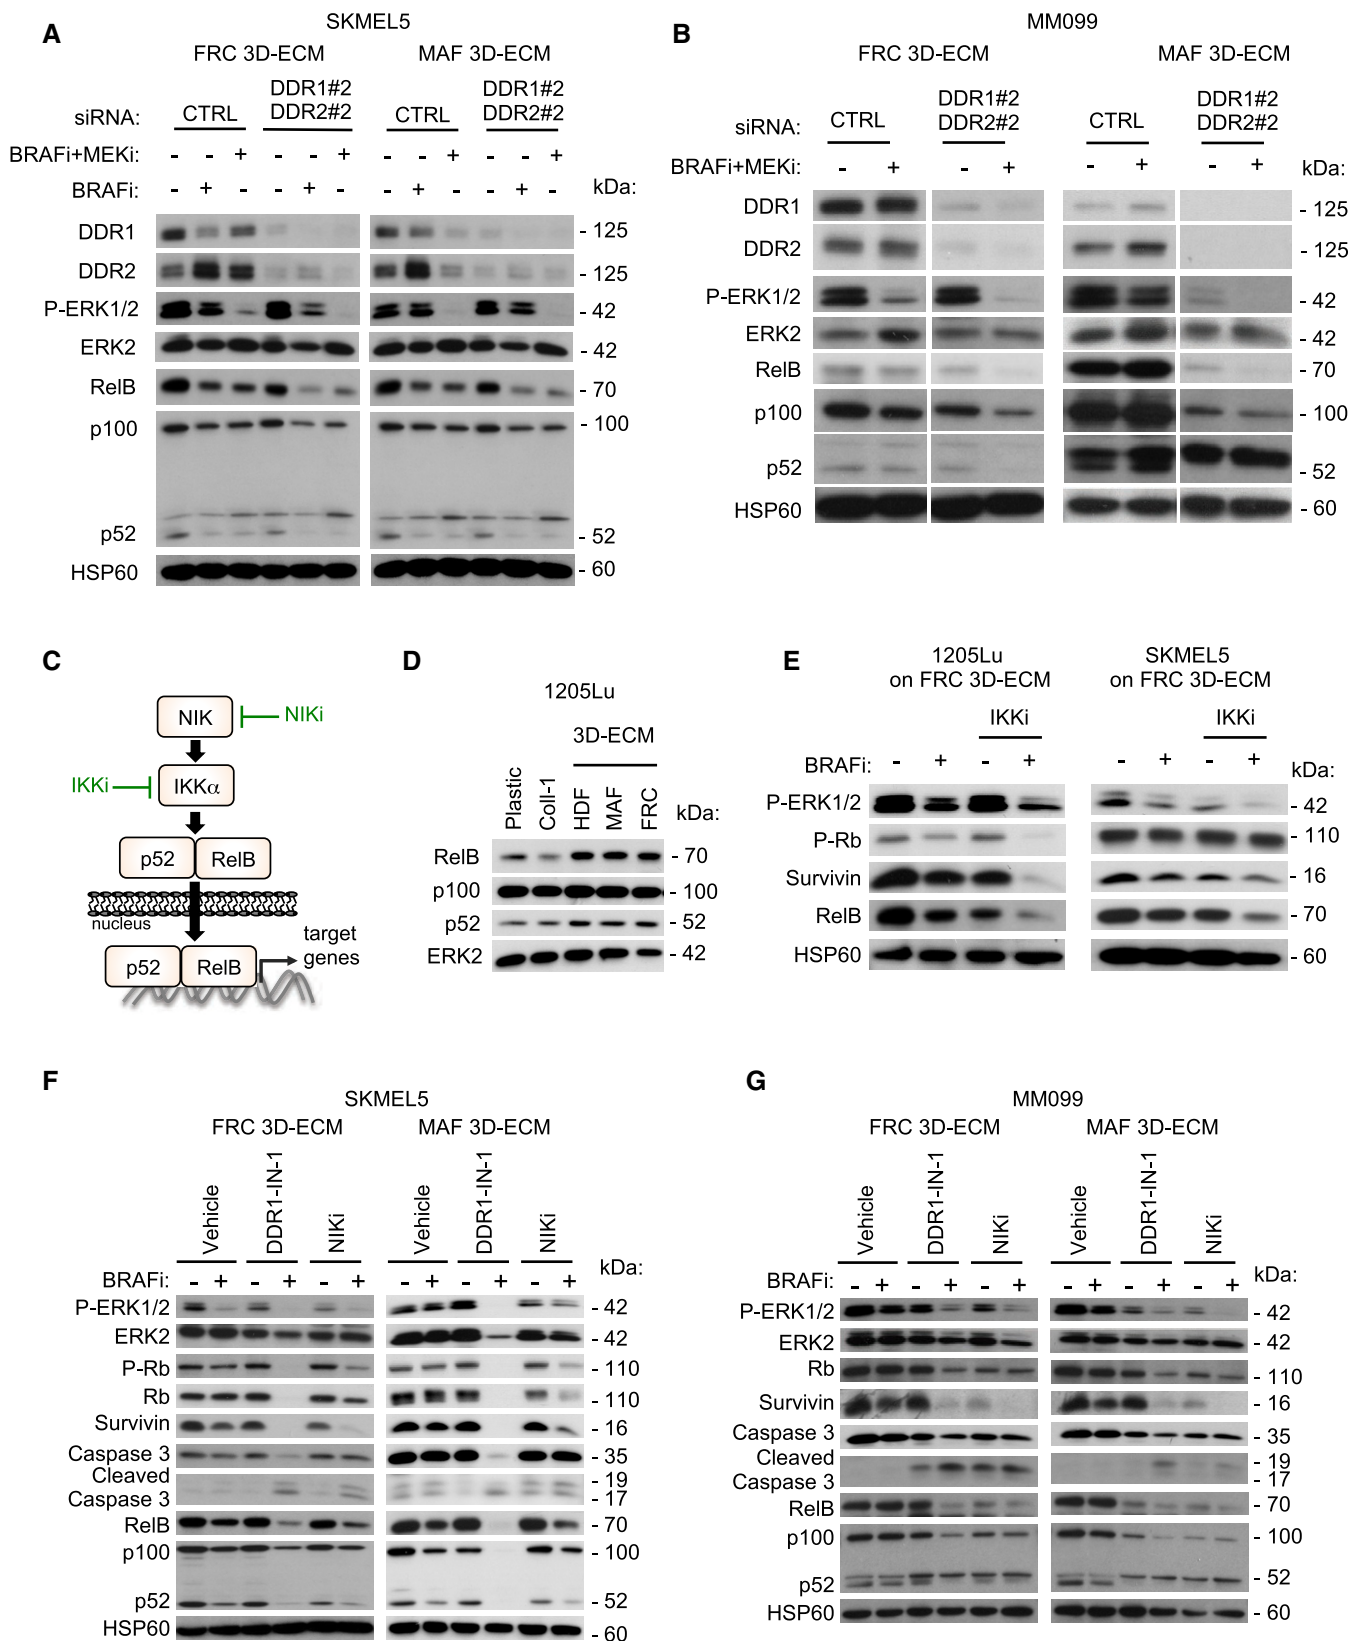 A
SKMEL5
FRC 3D-ECM MAF 3D-ECM
siRNA: CTRL DDR1#2 DDR2#2 CTRL DDR1#2 DDR2#2
BRAFi+MEKi: - - + - - + - - + - - +
BRAFi: - + - - + - - + - - + - kDa:
DDR1 - 125
DDR2 - 125
P-ERK1/2 - 42
ERK2 - 42
RelB - 70
p100 - 100
p52 - 52
HSP60 - 60
B
MM099
FRC 3D-ECM MAF 3D-ECM
siRNA: CTRL DDR1#2 DDR2#2 CTRL DDR1#2 DDR2#2
BRAFi+MEKi: - + - + - + - + kDa:
DDR1 - 125
DDR2 - 125
P-ERK1/2 - 42
ERK2 - 42
RelB - 70
p100 - 100
p52 - 52
HSP60 - 60
C
NIK NIKi
IKKi IKKα
p52 RelB
nucleus
target
genes
p52 RelB
D
1205Lu
3D-ECM
Plastic Coll-1 HDF MAF FRC kDa:
RelB - 70
p100 - 100
p52 - 52
ERK2 - 42
E
1205Lu
on FRC 3D-ECM
SKMEL5
on FRC 3D-ECM
IKKi IKKi
BRAFi: - + - + - + - + kDa:
P-ERK1/2 - 42
P-Rb - 110
Survivin - 16
RelB - 70
HSP60 - 60
F
SKMEL5
FRC 3D-ECM MAF 3D-ECM
Vehicle DDR1-IN-1 NIKi Vehicle DDR1-IN-1 NIKi
BRAFi: - + - + - + - + - + - + kDa:
P-ERK1/2 - 42
ERK2 - 42
P-Rb - 110
Rb - 110
Survivin - 16
Caspase 3 - 35
Cleaved - 19
Caspase 3 - 17
RelB - 70
p100 - 100
p52 - 52
HSP60 - 60
G
MM099
FRC 3D-ECM MAF 3D-ECM
Vehicle DDR1-IN-1 NIKi Vehicle DDR1-IN-1 NIKi
BRAFi: - + - + - + - + - + - + kDa:
P-ERK1/2 - 42
ERK2 - 42
Rb - 110
Survivin - 16
Caspase 3 - 35
Cleaved - 19
Caspase 3 - 17
RelB - 70
p100 - 100
p52 - 52
HSP60 - 60